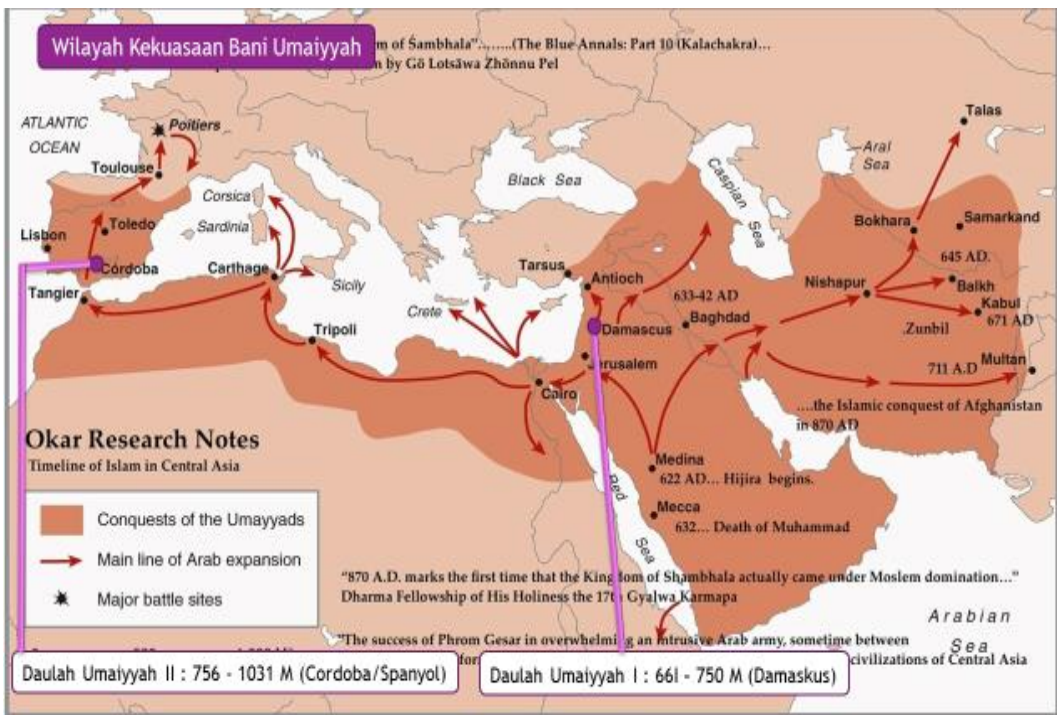 Wilayah Kekuasaan Bani Umaiyyah
m of Śambhala”........(The Blue Annals: Part 10 (Kalachakra)...
by Gō Lotsāwa Zhōnnu Pel
ATLANTIC
OCEAN
Poitiers
Toulouse
Talas
Aral
Sea
Black Sea
Caspian Sea
Corsica
Sardinia
Toledo
Lisbon
Bokhara
Samarkand
Cordoba
Carthage
Tarsus
Antioch
645 AD.
Balkh
Sicily
Tangier
Nishapur
Kabul
671 AD
633-42 AD
Crete
Baghdad
Damascus
.Zunbil
Tripoli
Jerusalem
711 A.D
Multan
Cairo
....the Islamic conquest of Afghanistan
in 870 AD
Okar Research Notes
Timeline of Islam in Central Asia
Medina
622 AD... Hijira begins.
Red
Sea
Mecca
632... Death of Muhammad
Conquests of the Umayyads
Main line of Arab expansion
Major battle sites
“870 A.D. marks the first time that the Kingdom of Shambhala actually came under Moslem domination...”
Dharma Fellowship of His Holiness the 17th Gyalwa Karmapa
Arabian
Sea
"The success of Phrom Gesar in overwhelming an intrusive Arab army, sometime between
civilizations of Central Asia
Daulah Umaiyyah II : 756 - 1031 M (Cordoba/Spanyol)
Daulah Umaiyyah I : 66I - 750 M (Damaskus)